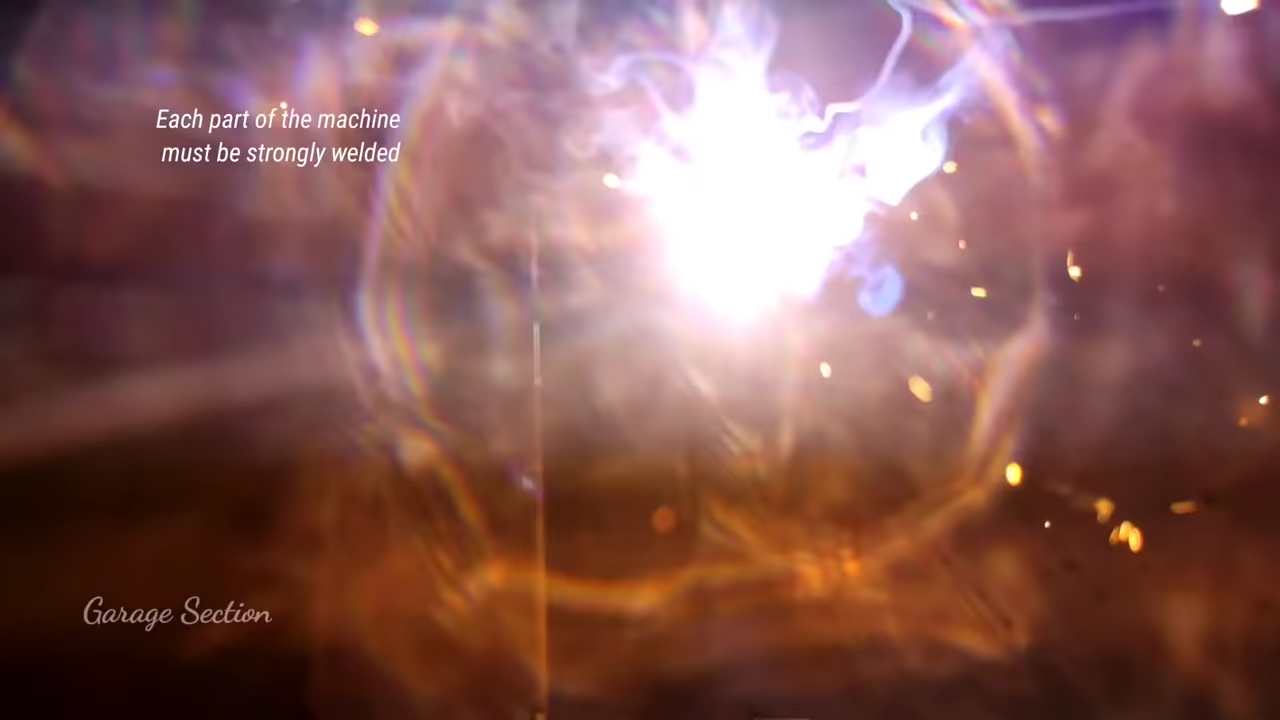 Each part of the machine
must be strongly welded
Garage Section